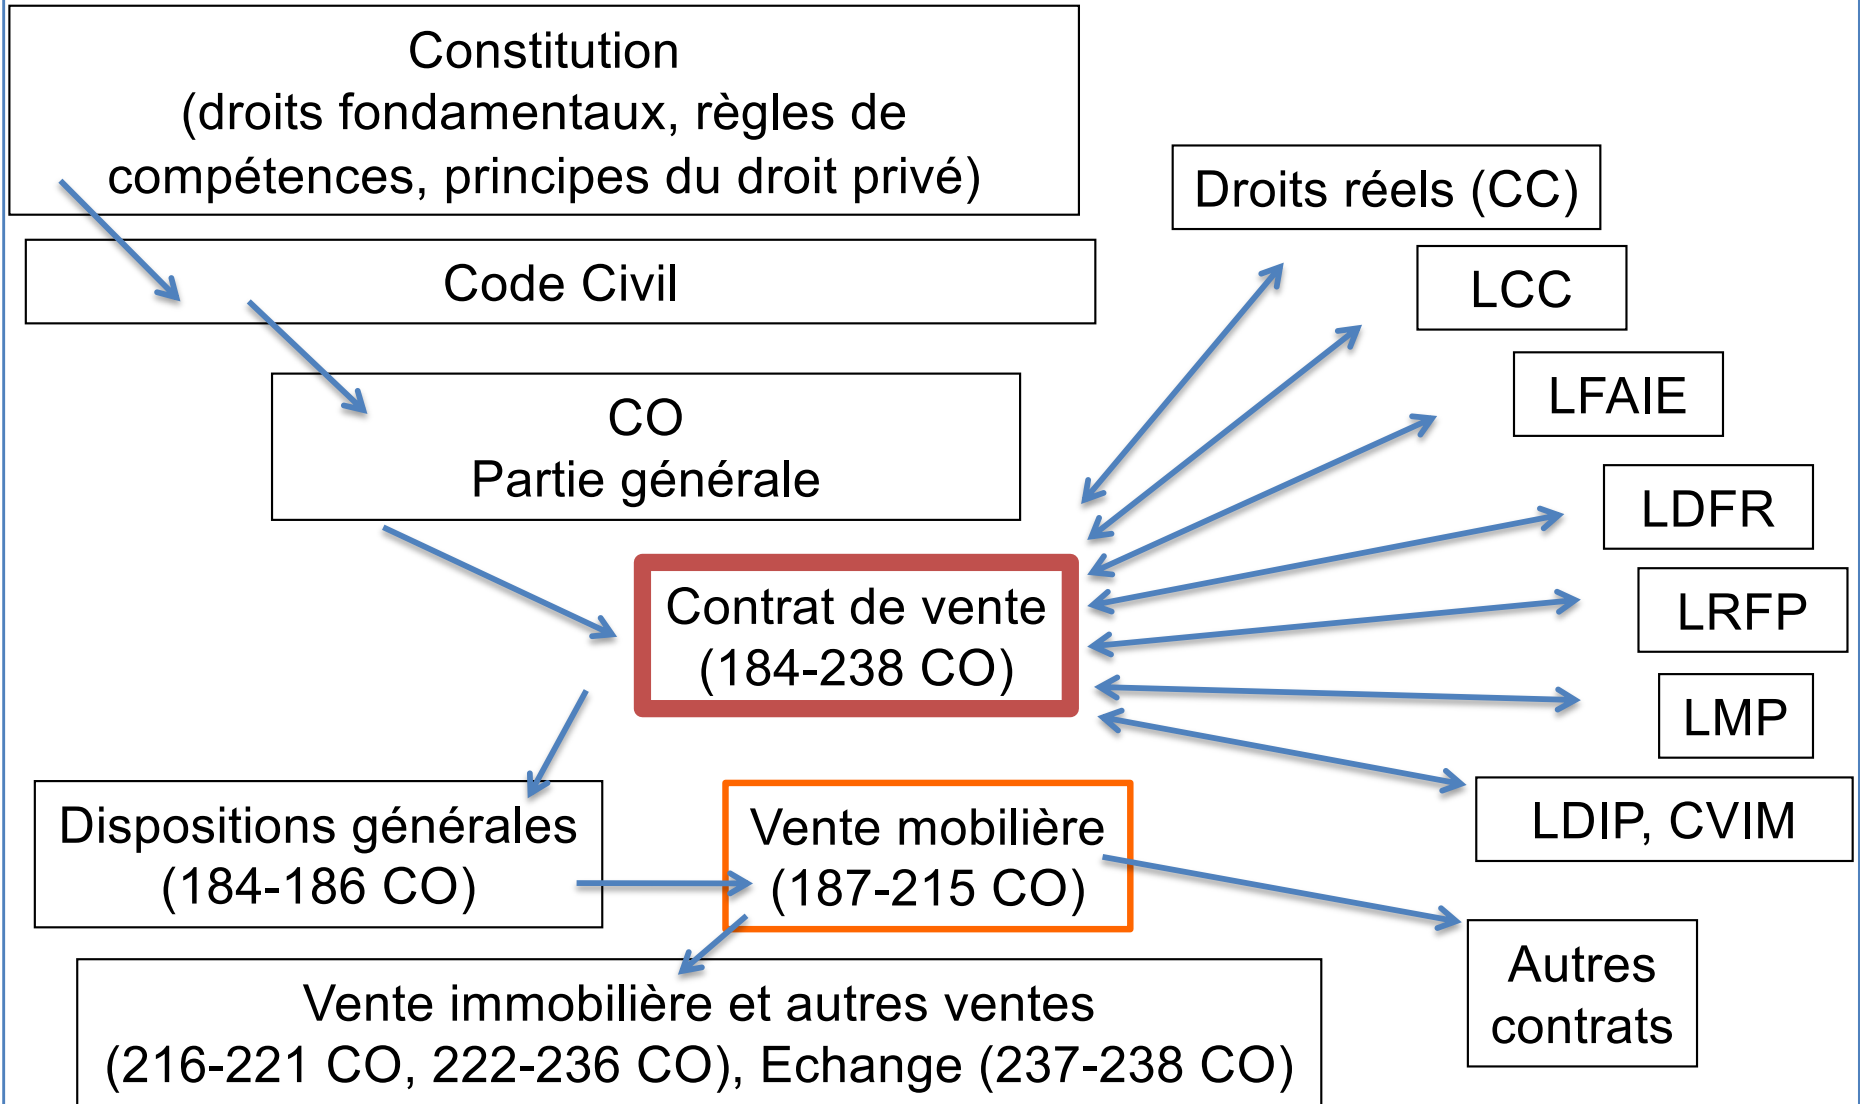 Constitution
(droits fondamentaux, règles de
compétences, principes du droit privé)
Droits réels (CC)
Code Civil
LCC
LFAIE
CO
Partie générale
LDFR
Contrat de vente
(184-238 CO)
LRFP
LMP
Dispositions générales
(184-186 CO)
Vente mobilière
(187-215 CO)
LDIP, CVIM
Autres
contrats
Vente immobilière et autres ventes
(216-221 CO, 222-236 CO), Echange (237-238 CO)